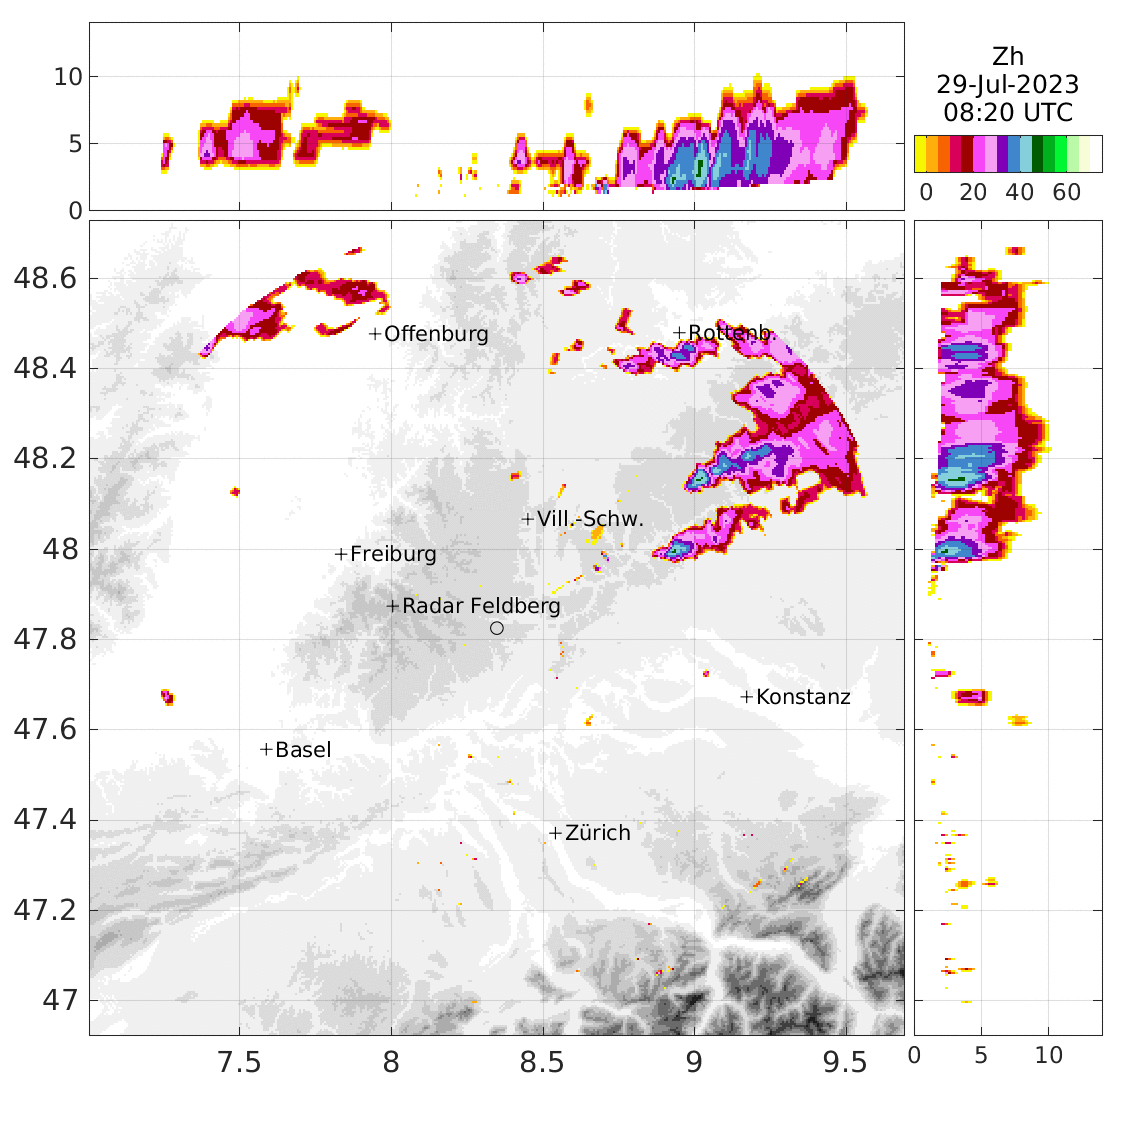 10
5
0
Zh
29-Jul-2023
08:20 UTC
0 20 40 60
48.6
48.4
48.2
48
47.8
47.6
47.4
47.2
47
Offenburg
Rottenb.
Vill.-Schw.
Freiburg
Radar Feldberg
Konstanz
Basel
Zürich
7.5 8 8.5 9 9.5
0 5 10